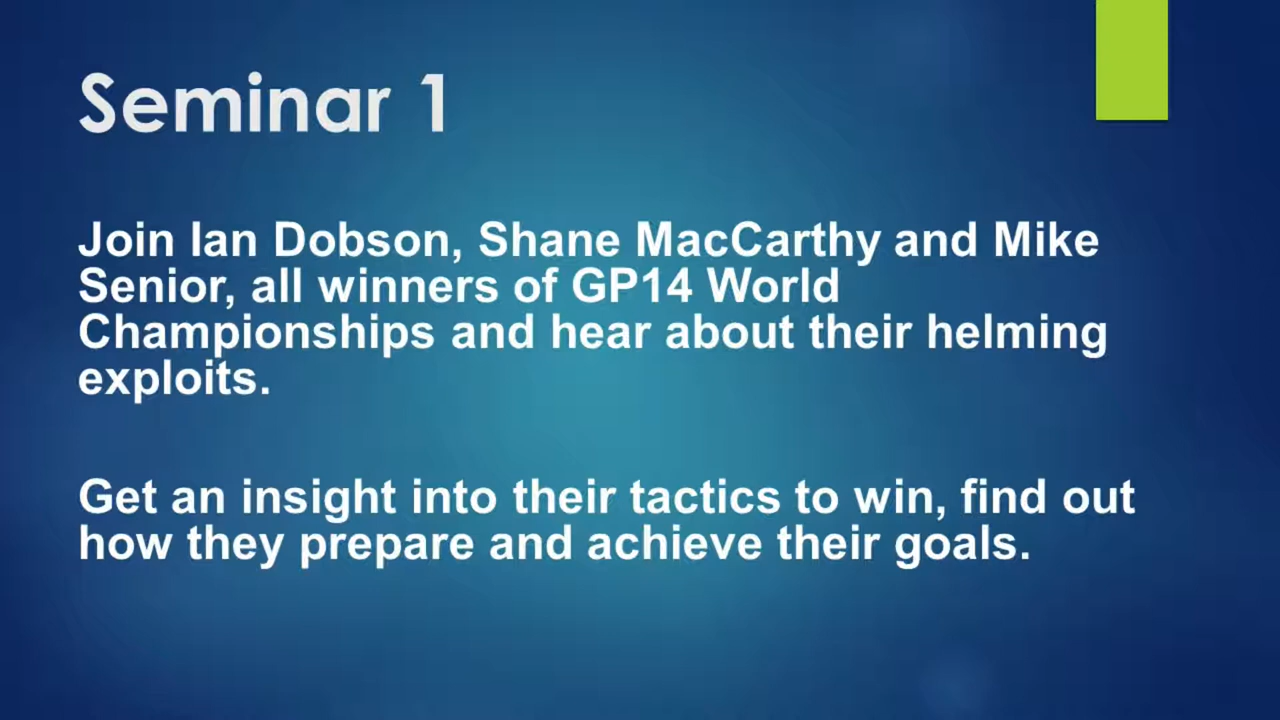 Seminar 1
Join Ian Dobson, Shane MacCarthy and Mike
Senior, all winners of GP14 World
Championships and hear about their helming
exploits.
Get an insight into their tactics to win, find out
how they prepare and achieve their goals.